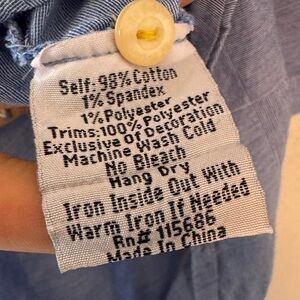 Self: 98% Cotton
1% Spandex
1% Polyester
Trims: 100% Polyester
Exclusive Of Decoration
Machine Wash Cold
No Bleach
Hang Dry
Iron Inside Out With
Warm Iron If Needed
Rn# 115686
Made In China